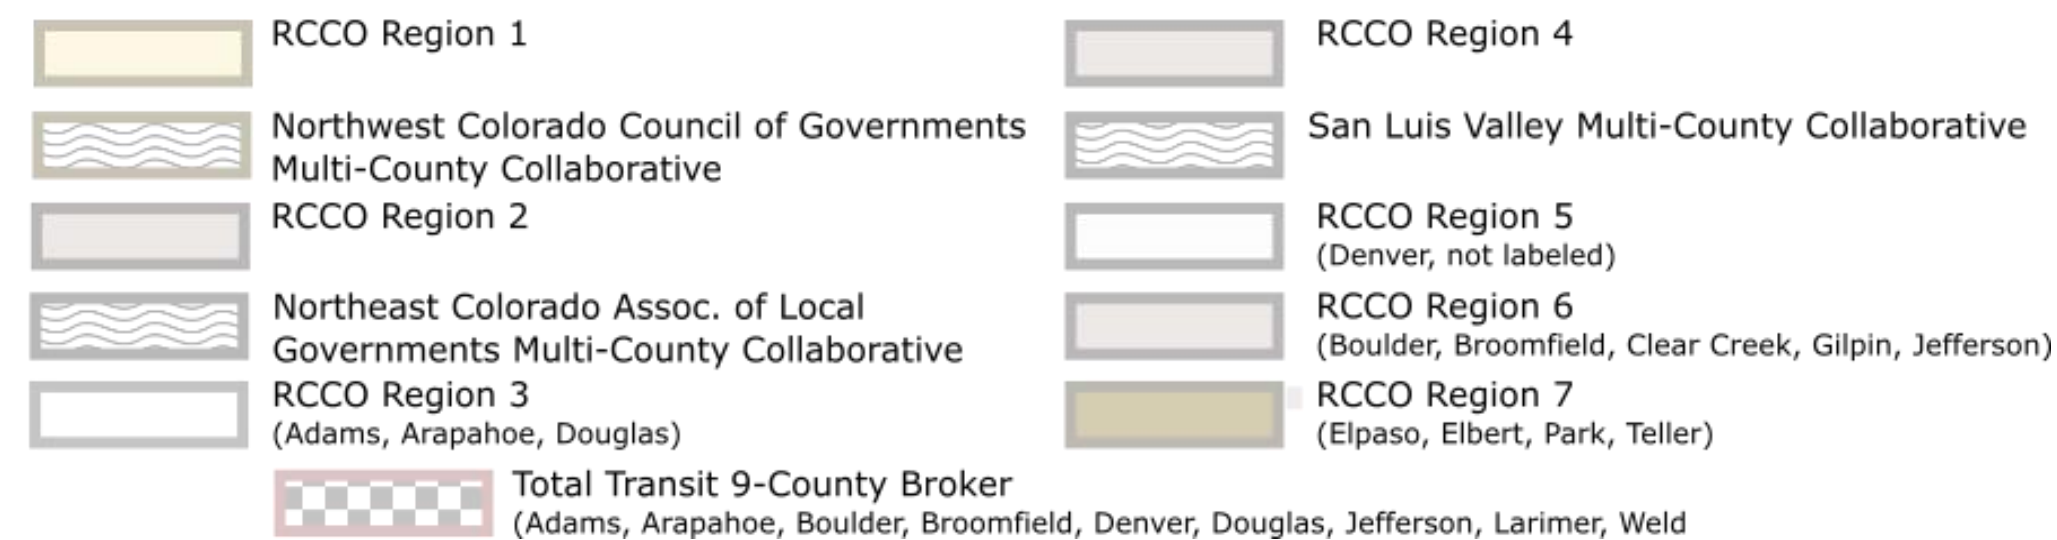 RCCO Region 1
Northwest Colorado Council of Governments
Multi-County Collaborative
RCCO Region 2
Northeast Colorado Assoc. of Local
Governments Multi-County Collaborative
RCCO Region 3
(Adams, Arapahoe, Douglas)
RCCO Region 4
San Luis Valley Multi-County Collaborative
RCCO Region 5
(Denver, not labeled)
RCCO Region 6
(Boulder, Broomfield, Clear Creek, Gilpin, Jefferson)
RCCO Region 7
(Elpaso, Elbert, Park, Teller)
Total Transit 9-County Broker
(Adams, Arapahoe, Boulder, Broomfield, Denver, Douglas, Jefferson, Larimer, Weld